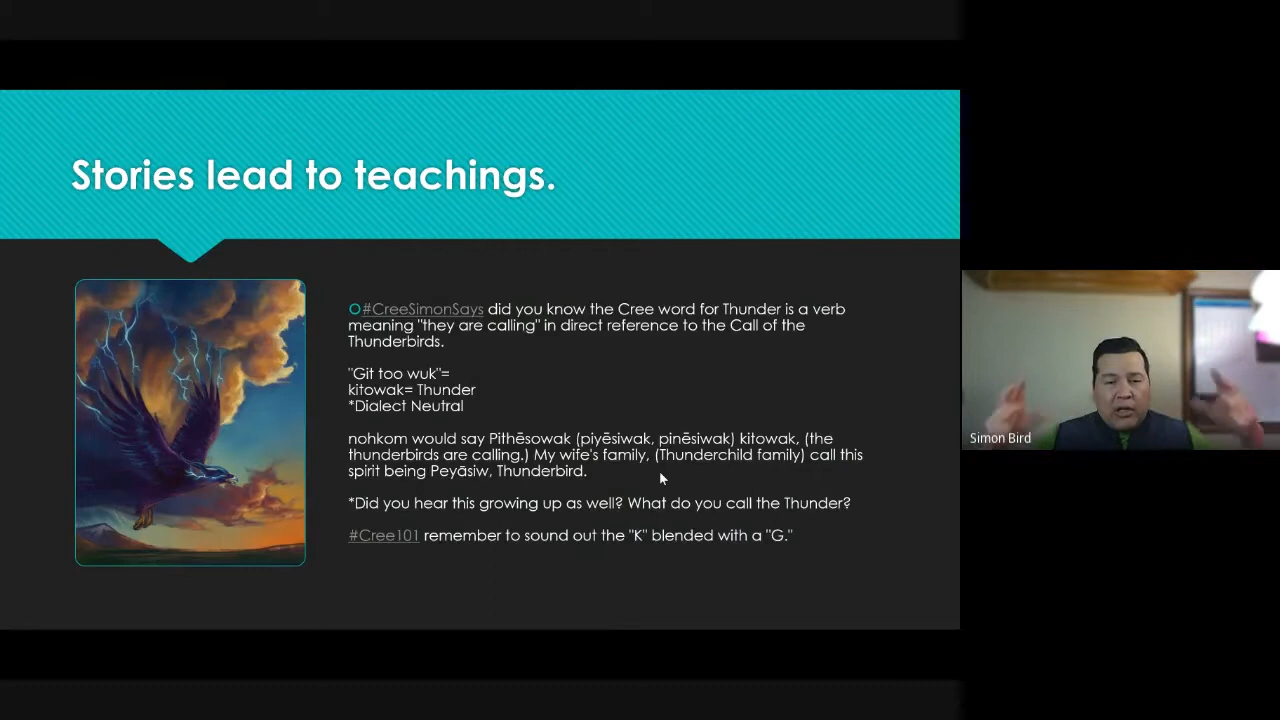 Stories lead to teachings.
#CreeSimonSays did you know the Cree word for Thunder is a verb
meaning "they are calling" in direct reference to the Call of the
Thunderbirds.
"Git too wuk"=
kitowak= Thunder
*Dialect Neutral
nohkom would say Pithēsowak (piyēsiwak, pinēsiwak) kitowak, (the
thunderbirds are calling.) My wife's family, (Thunderchild family) call this
spirit being Peyāsiw, Thunderbird.
*Did you hear this growing up as well? What do you call the Thunder?
#Cree101 remember to sound out the "K" blended with a "G."
Simon Bird